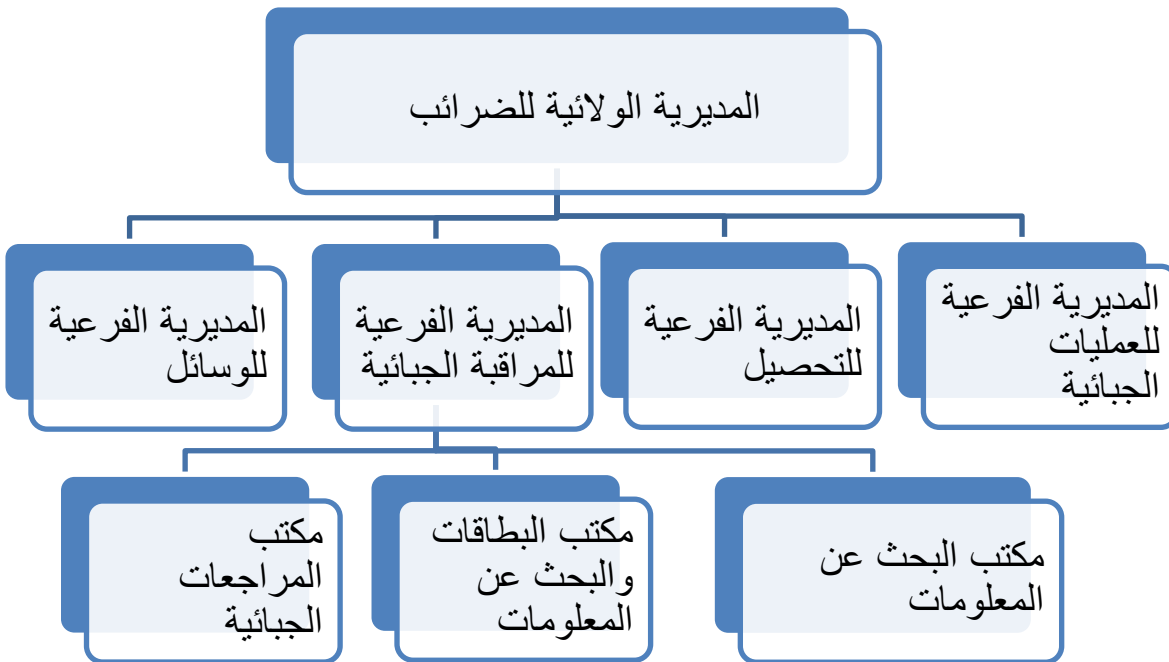 المديرية الولائية للضرائب
المديرية الفرعية
للعمليات
الجبائية
المديرية الفرعية
للتحصيل
المديرية الفرعية
للمراقبة الجبائية
المديرية الفرعية
للوسائل
مكتب البحث عن
المعلومات
مكتب البطاقات
والبحث عن
المعلومات
مكتب
المراجعات
الجبائية